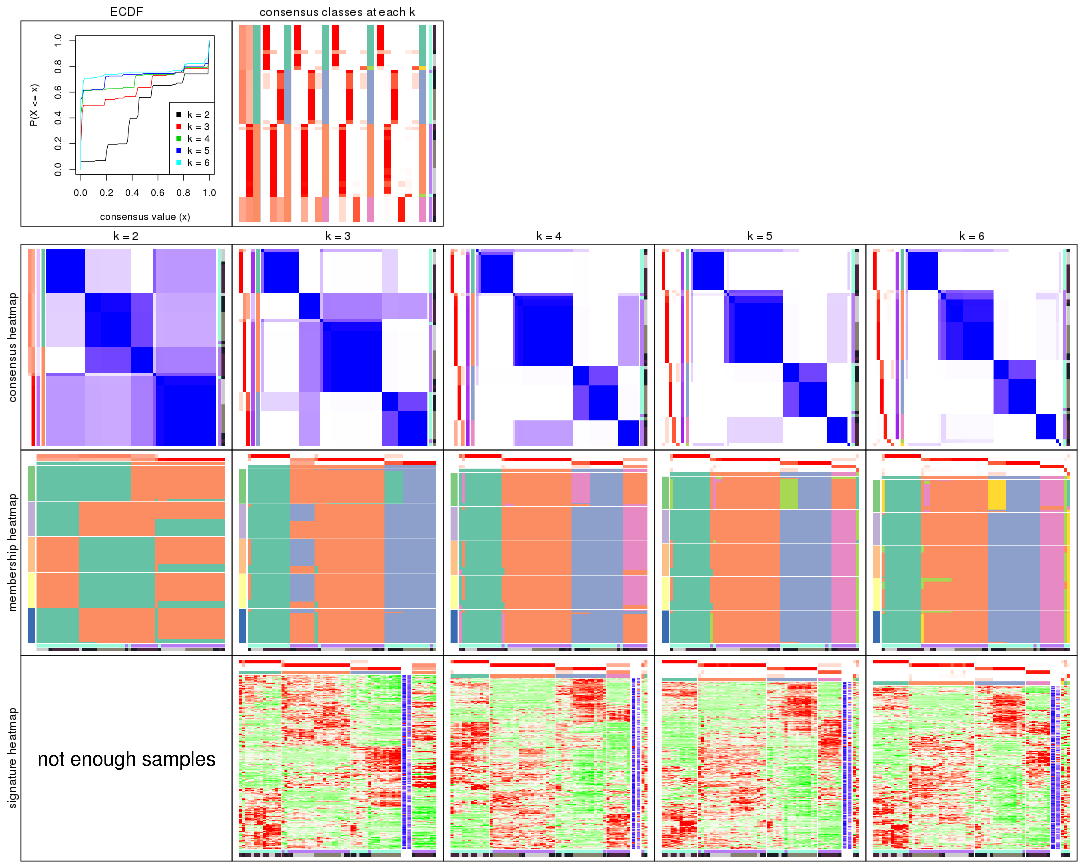 ECDF
consensus classes at each k
P(X <= x)
0.0 0.2 0.4 0.6 0.8 1.0
k = 2
k = 3
k = 4
k = 5
k = 6
0.0 0.2 0.4 0.6 0.8 1.0
consensus value (x)
k = 2
k = 3
k = 4
k = 5
k = 6
consensus heatmap
membership heatmap
signature heatmap
not enough samples